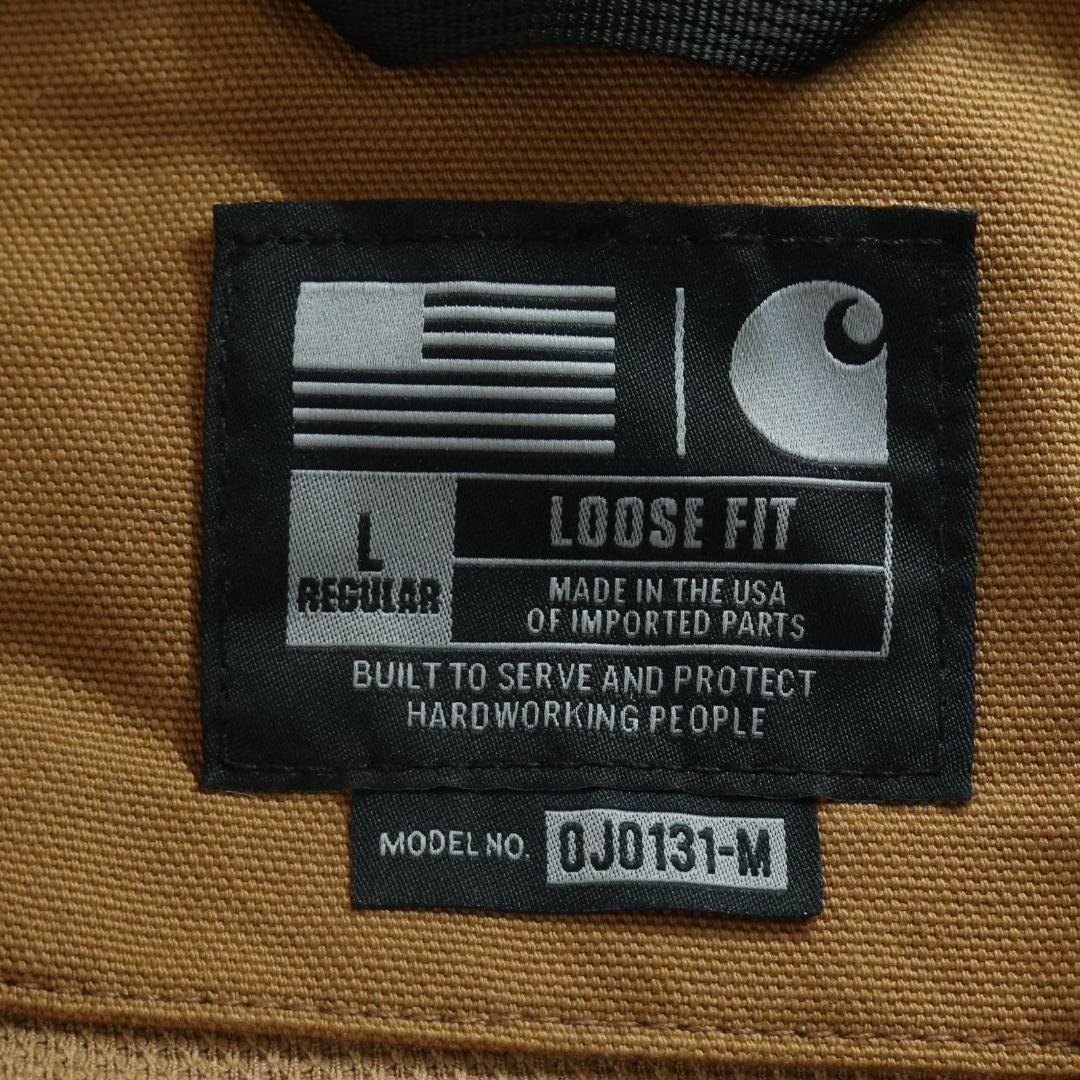 L
REGULAR
LOOSE FIT
MADE IN THE USA
OF IMPORTED PARTS
BUILT TO SERVE AND PROTECT
HARDWORKING PEOPLE
MODEL NO. OJ0131-M